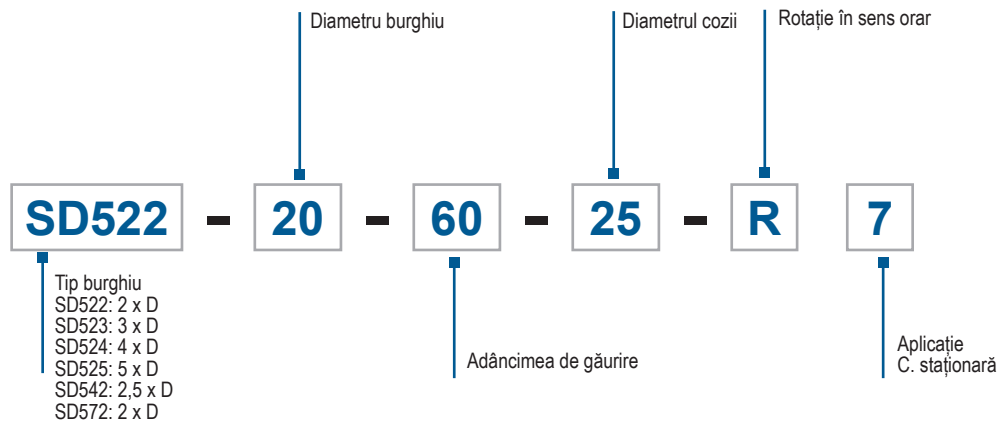 Diametru burghiu
Diametrul cozii
Rotație în sens orar
SD522 - 20 - 60 - 25 - R 7
Tip burghiu
SD522: 2 x D
SD523: 3 x D
SD524: 4 x D
SD525: 5 x D
SD542: 2,5 x D
SD572: 2 x D
Adâncimea de găurire
Aplicație
C. staționară